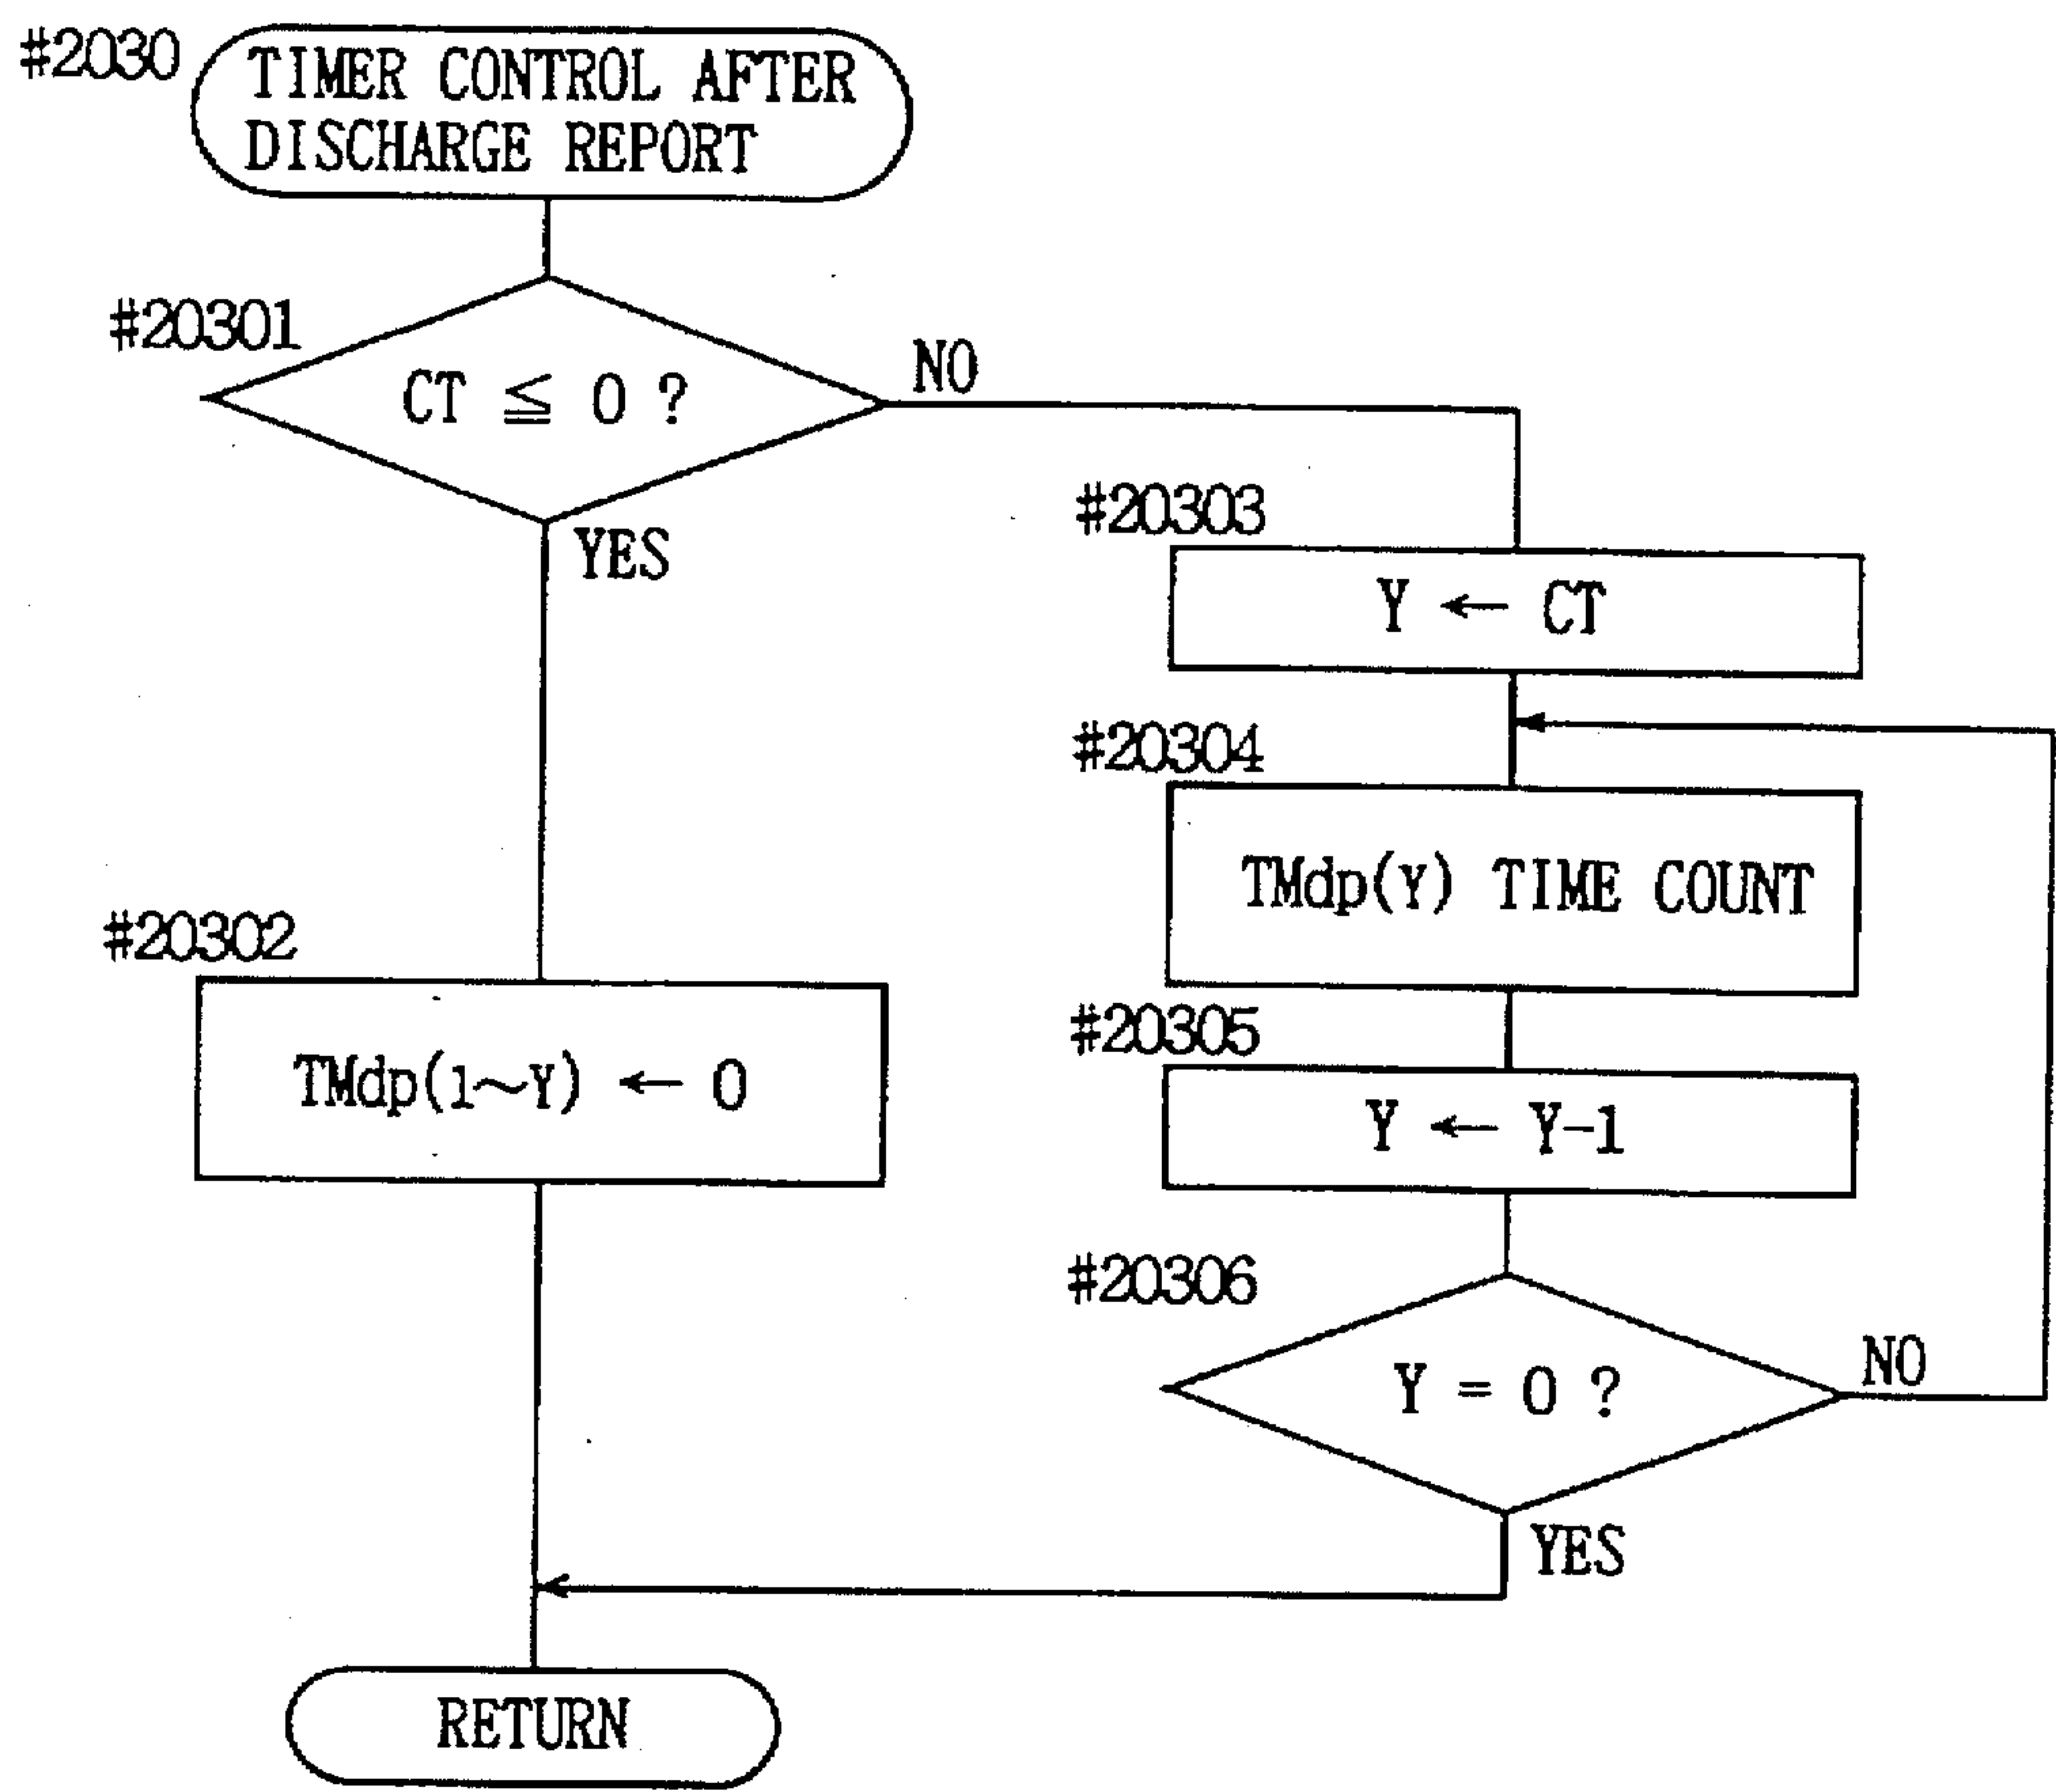 #2030
TIMER CONTROL AFTER
DISCHARGE REPORT
#20301
CT ≦ 0 ?
NO
YES
#20303
Y ← CT
#20304
TMdp(Y) TIME COUNT
#20302
TMdp(1~Y) ← 0
#20305
Y ← Y-1
#20306
Y = 0 ?
NO
YES
RETURN